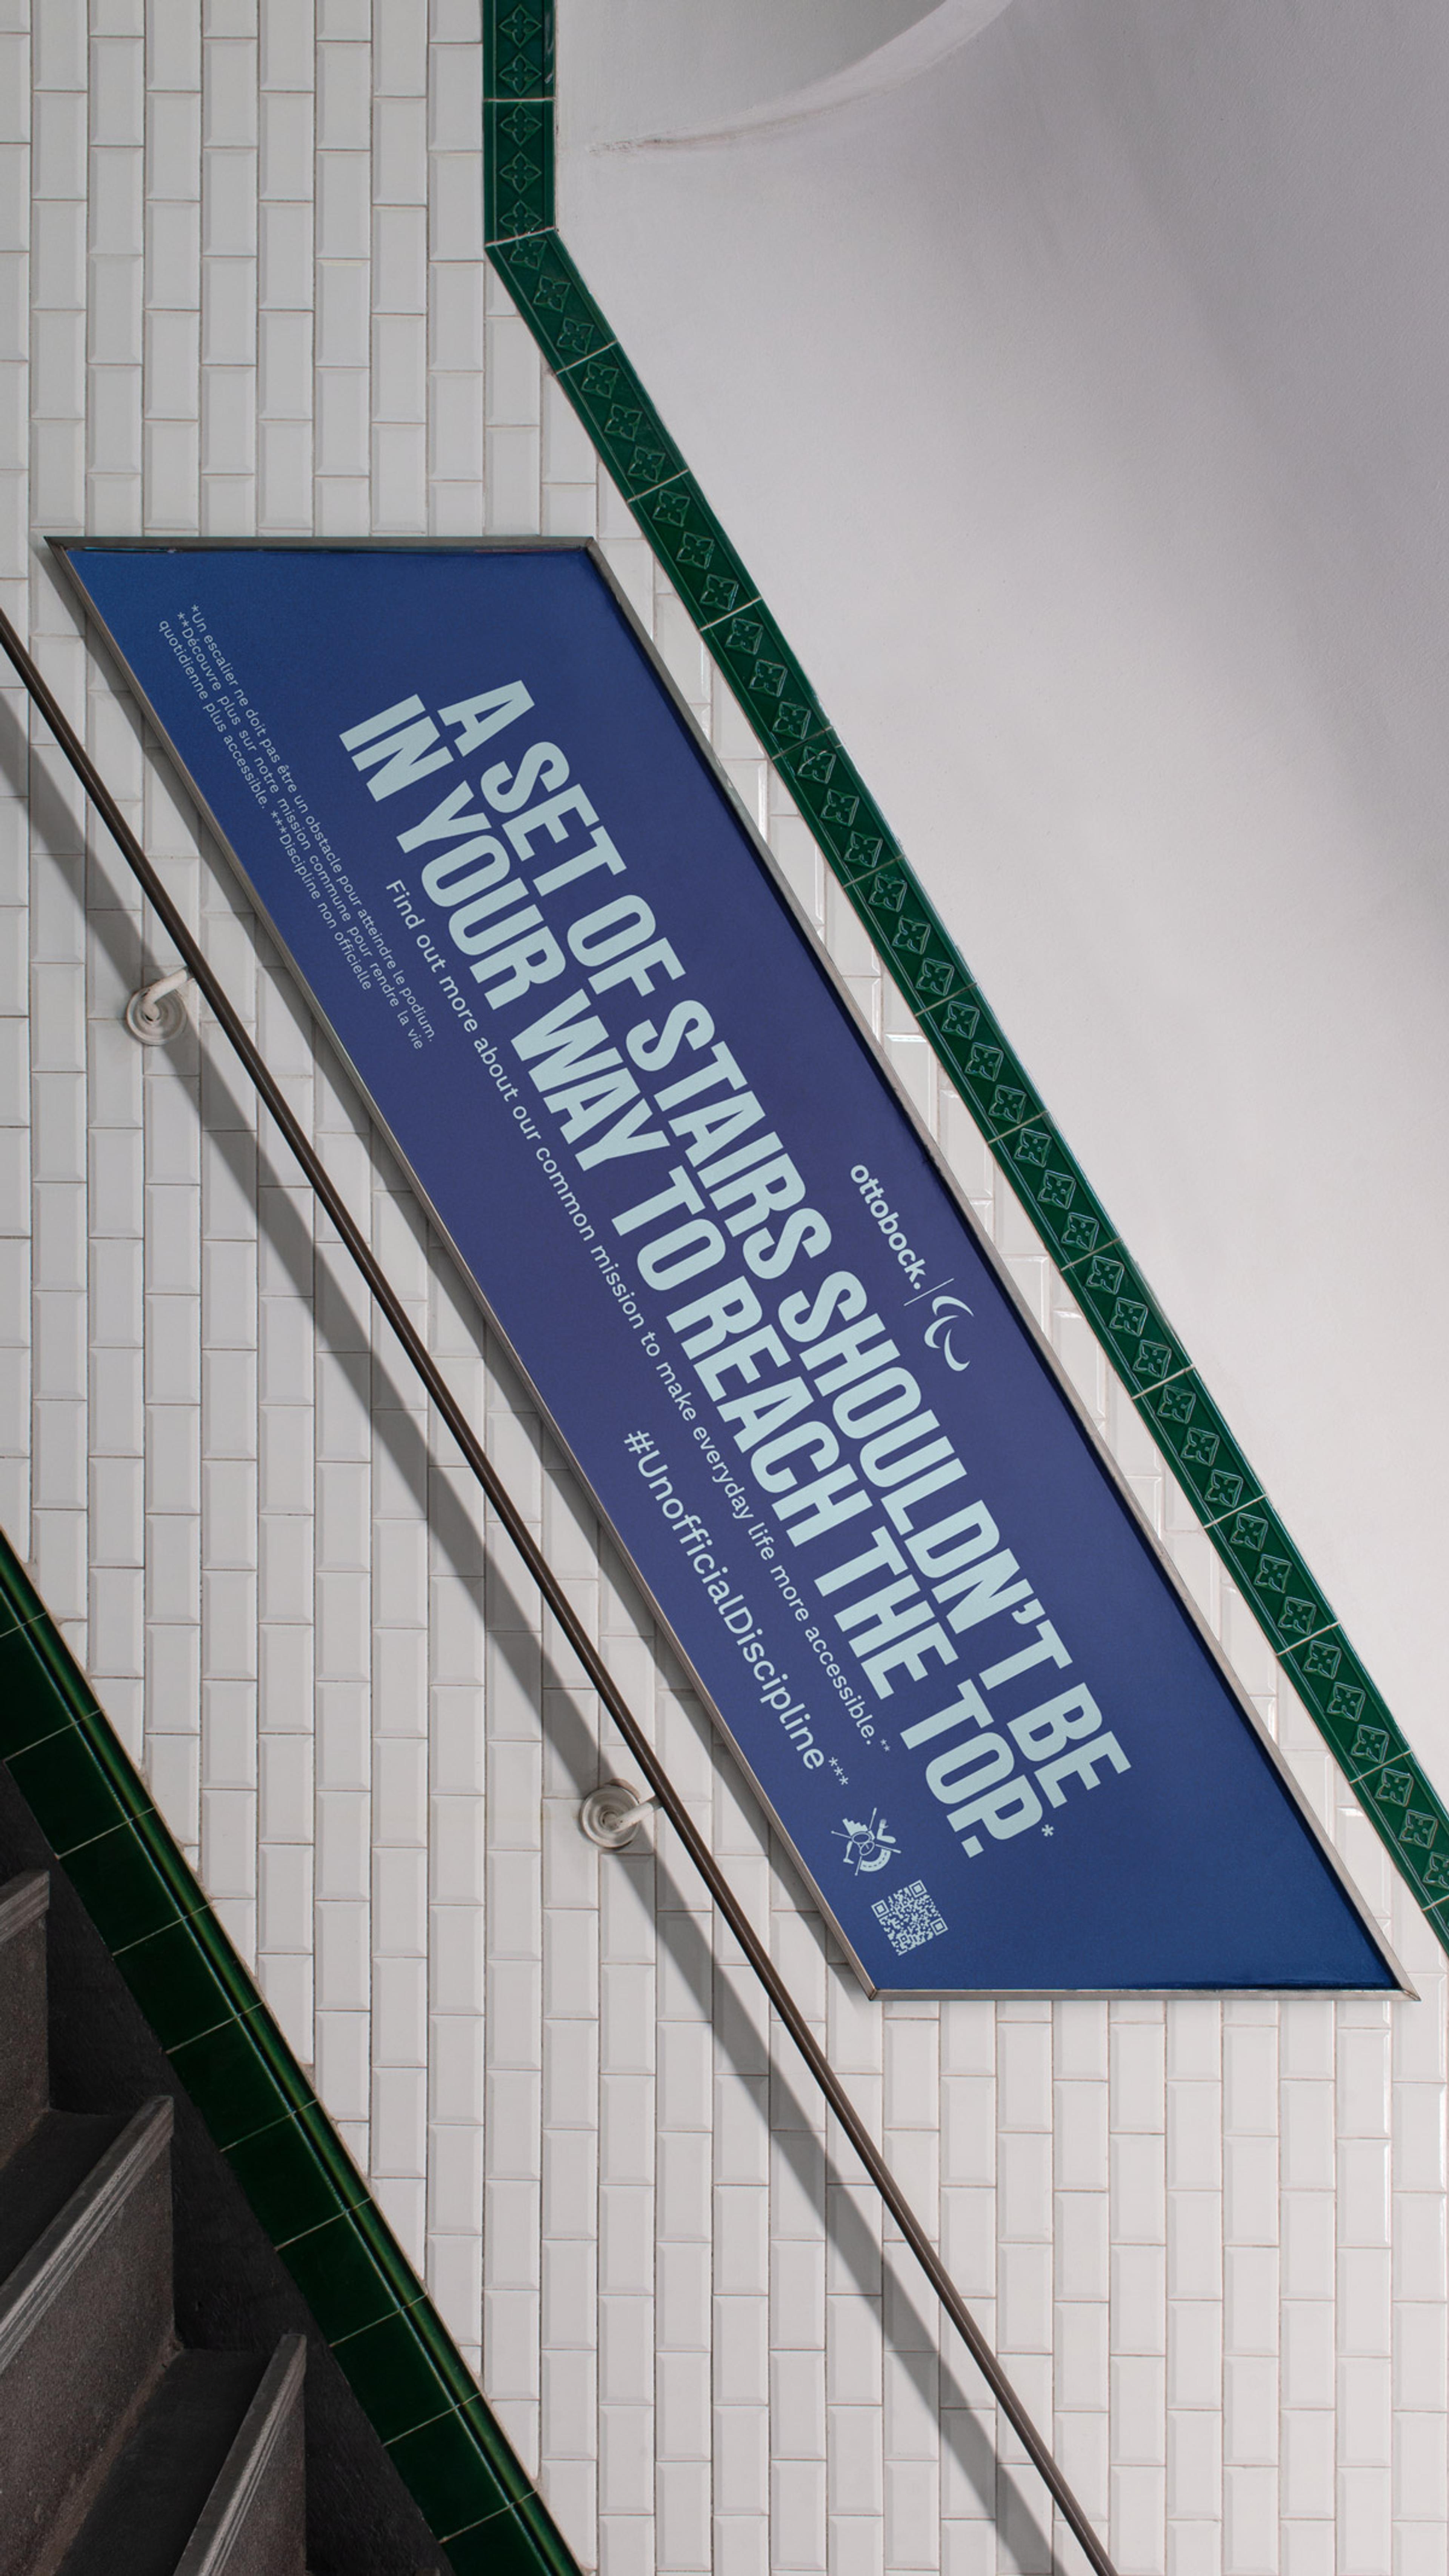 ottobock.
A SET OF STAIRS SHOULDN'T BE
IN YOUR WAY TO REACH THE TOP.*
Find out more about our common mission to make everyday life more accessible.**
#UnofficialDiscipline***
*Un escalier ne doit pas être un obstacle pour atteindre le podium.
**Découvre plus sur notre mission commune pour rendre la vie
quotidienne plus accessible. ***Discipline non officielle